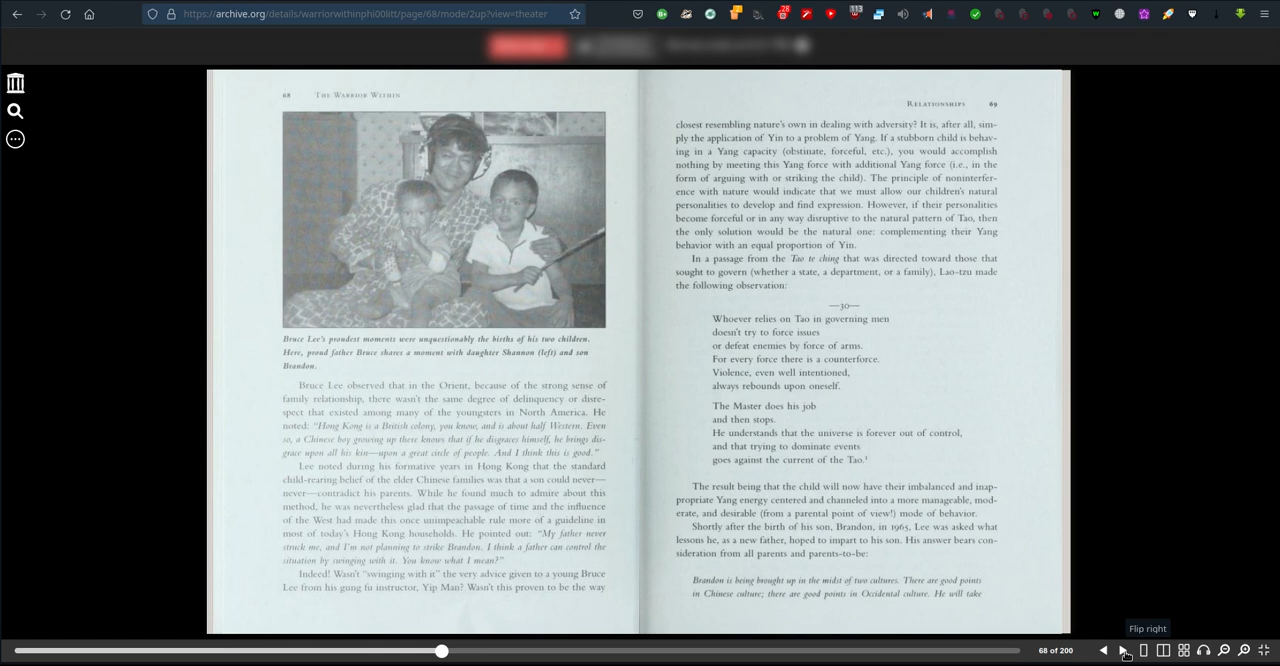 https://archive.org/details/warriorwithinphi00litt/page/68/mode/2up?view=theater
28
113
68 THE WARRIOR WITHIN
Bruce Lee's proudest moments were unquestionably the births of his two children.
Here, proud father Bruce shares a moment with daughter Shannon (left) and son
Brandon.
Bruce Lee observed that in the Orient, because of the strong sense of
family relationship, there wasn't the same degree of delinquency or disre-
spect that existed among many of the youngsters in North America. He
noted: "Hong Kong is a British colony, you know, and is about half Western. Even
so, a Chinese boy growing up there knows that if he disgraces himself, he brings dis-
grace upon all his kin—upon a great circle of people. And I think this is good."
Lee noted during his formative years in Hong Kong that the standard
child-rearing belief of the elder Chinese families was that a son could never—
never—contradict his parents. While he found much to admire about this
method, he was nevertheless glad that the passage of time and the influence
of the West had made this once unimpeachable rule more of a guideline in
most of today's Hong Kong households. He pointed out: "My father never
struck me, and I'm not planning to strike Brandon. I think a father can control the
situation by swinging with it. You know what I mean?"
Indeed! Wasn't "swinging with it" the very advice given to a young Bruce
Lee from his gung fu instructor, Yip Man? Wasn't this proven to be the way
RELATIONSHIPS 69
closest resembling nature's own in dealing with adversity? It is, after all, sim-
ply the application of Yin to a problem of Yang. If a stubborn child is behav-
ing in a Yang capacity (obstinate, forceful, etc.), you would accomplish
nothing by meeting this Yang force with additional Yang force (i.e., in the
form of arguing with or striking the child). The principle of noninterfer-
ence with nature would indicate that we must allow our children's natural
personalities to develop and find expression. However, if their personalities
become forceful or in any way disruptive to the natural pattern of Tao, then
the only solution would be the natural one: complementing their Yang
behavior with an equal proportion of Yin.
In a passage from the Tao te ching that was directed toward those that
sought to govern (whether a state, a department, or a family), Lao-tzu made
the following observation:
—30—
Whoever relies on Tao in governing men
doesn't try to force issues
or defeat enemies by force of arms.
For every force there is a counterforce.
Violence, even well intentioned,
always rebounds upon oneself.
The Master does his job
and then stops.
He understands that the universe is forever out of control,
and that trying to dominate events
goes against the current of the Tao.¹
The result being that the child will now have their imbalanced and inap-
propriate Yang energy centered and channeled into a more manageable, mod-
erate, and desirable (from a parental point of view!) mode of behavior.
Shortly after the birth of his son, Brandon, in 1965, Lee was asked what
lessons he, as a new father, hoped to impart to his son. His answer bears con-
sideration from all parents and parents-to-be:
Brandon is being brought up in the midst of two cultures. There are good points
in Chinese culture; there are good points in Occidental culture. He will take
Flip right
68 of 200